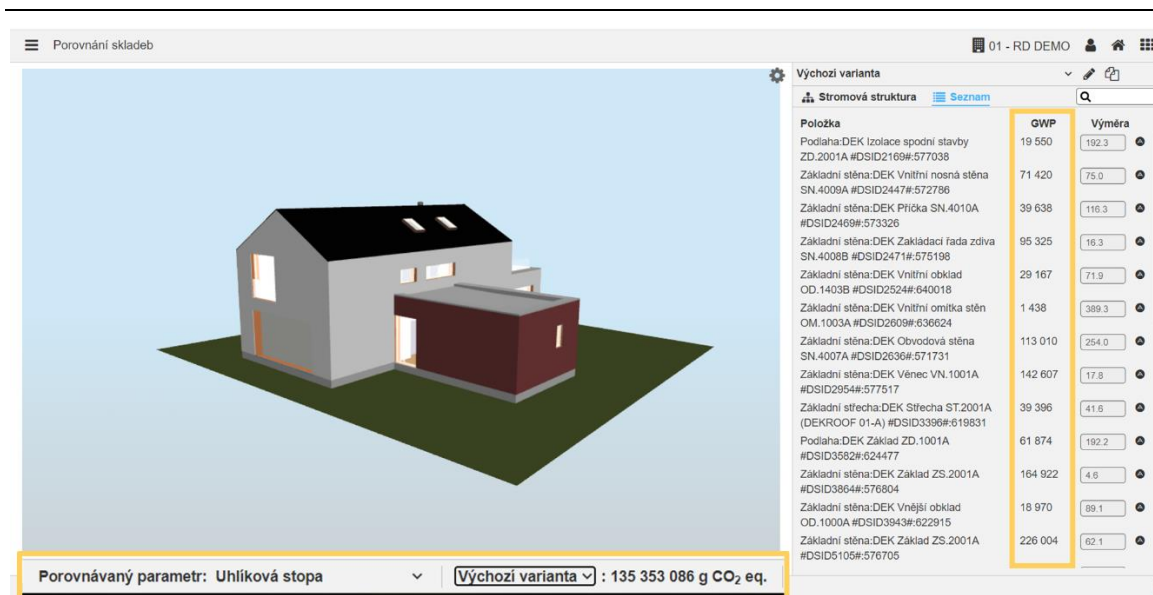 Porovnání skladeb
01 - RD DEMO
Výchozí varianta
Stromová struktura Seznam
Položka GWP Výměra
Podlaha:DEK Izolace spodní stavby 19 550 192.3
ZD.2001A #DSID2169#:577038
Základní stěna:DEK Vnitřní nosná stěna 71 420 75.0
SN.4009A #DSID2447#:572786
Základní stěna:DEK Příčka SN.4010A 39 638 116.3
#DSID2469#:573326
Základní stěna:DEK Zakládací řada zdiva 95 325 16.3
SN.4008B #DSID2471#:575198
Základní stěna:DEK Vnitřní obklad 29 167 71.9
OD.1403B #DSID2524#:640018
Základní stěna:DEK Vnitřní omítka stěn 1 438 389.3
OM.1003A #DSID2609#:636624
Základní stěna:DEK Obvodová stěna 113 010 254.0
SN.4007A #DSID2636#:571731
Základní stěna:DEK Věnec VN.1001A 142 607 17.8
#DSID2954#:577517
Základní střecha:DEK Střecha ST.2001A 39 396 41.6
(DEKROOF 01-A) #DSID3396#:619831
Podlaha:DEK Základ ZD.1001A 61 874 192.2
#DSID3582#:624477
Základní stěna:DEK Základ ZS.2001A 164 922 4.6
#DSID3864#:576804
Základní stěna:DEK Vnější obklad 18 970 89.1
OD.1000A #DSID3943#:622915
Základní stěna:DEK Základ ZS.2001A 226 004 62.1
#DSID5105#:576705
Porovnávaný parametr: Uhlíková stopa Výchozí varianta : 135 353 086 g CO₂ eq.